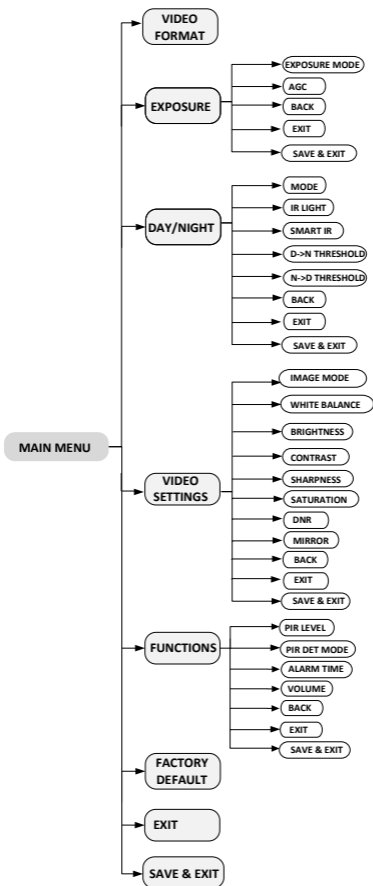 MAIN MENU
VIDEO
FORMAT
EXPOSURE
EXPOSURE MODE
AGC
BACK
EXIT
SAVE & EXIT
DAY/NIGHT
MODE
IR LIGHT
SMART IR
D->N THRESHOLD
N->D THRESHOLD
BACK
EXIT
SAVE & EXIT
VIDEO
SETTINGS
IMAGE MODE
WHITE BALANCE
BRIGHTNESS
CONTRAST
SHARPNESS
SATURATION
DNR
MIRROR
BACK
EXIT
SAVE & EXIT
FUNCTIONS
PIR LEVEL
PIR DET MODE
ALARM TIME
VOLUME
BACK
EXIT
SAVE & EXIT
FACTORY
DEFAULT
EXIT
SAVE & EXIT